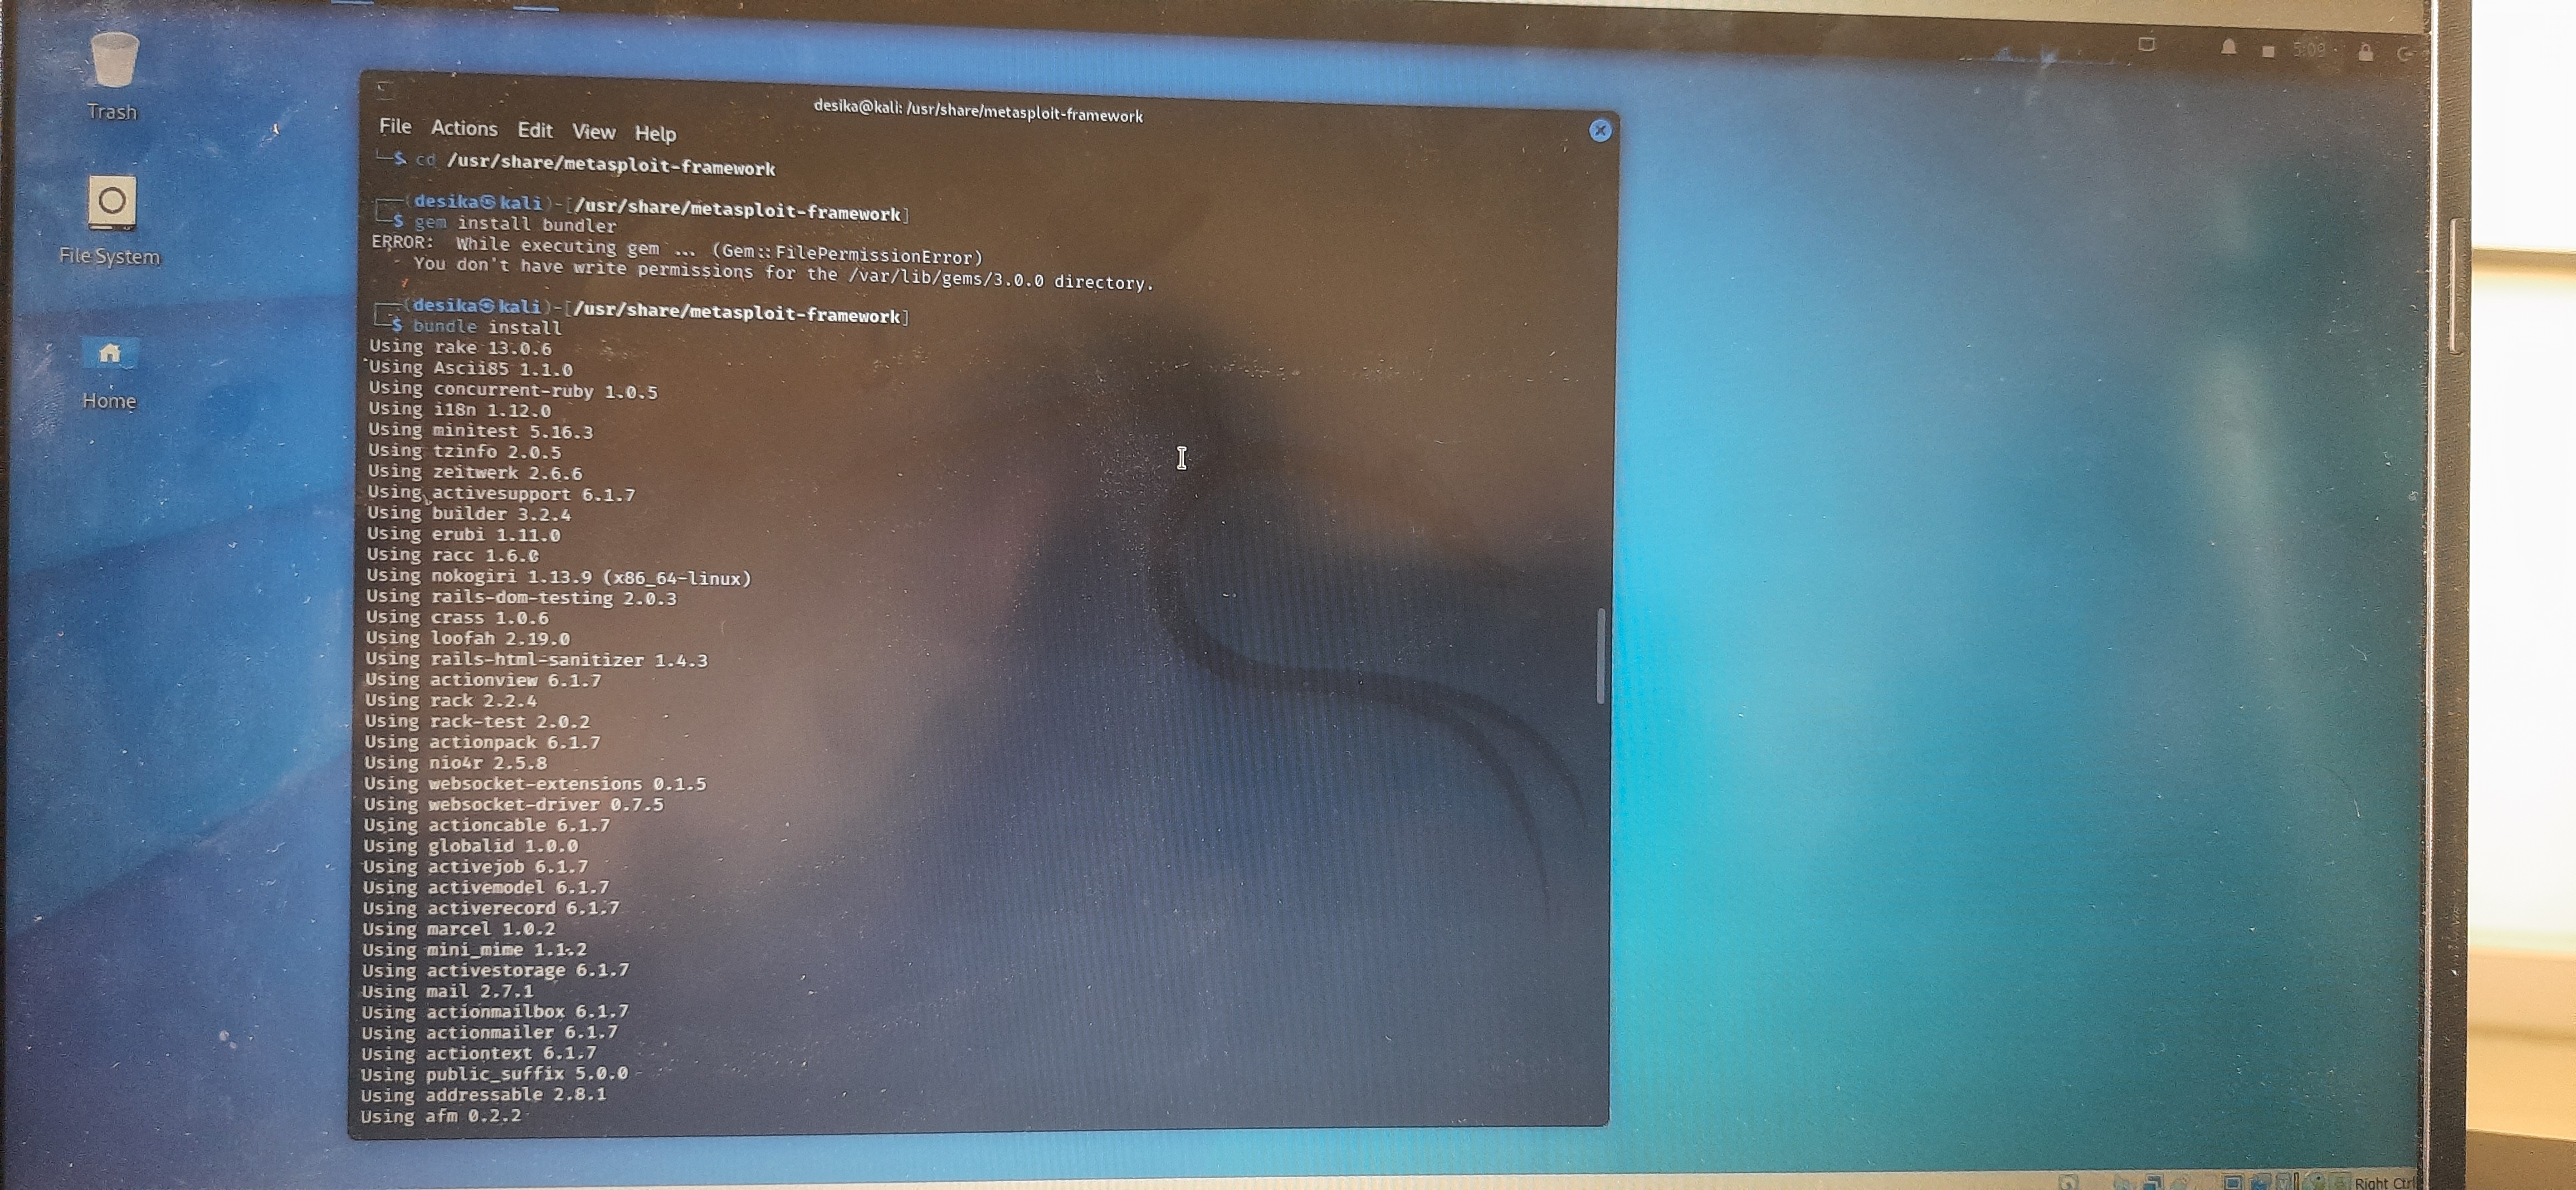 5:09
Trash
File System
Home
desika@kali: /usr/share/metasploit-framework
File Actions Edit View Help
└─$ cd /usr/share/metasploit-framework
┌──(desika㉿kali)-[/usr/share/metasploit-framework]
└─$ gem install bundler
ERROR:  While executing gem ... (Gem::FilePermissionError)
You don't have write permissions for the /var/lib/gems/3.0.0 directory.
┌──(desika㉿kali)-[/usr/share/metasploit-framework]
└─$ bundle install
Using rake 13.0.6
Using Ascii85 1.1.0
Using concurrent-ruby 1.0.5
Using i18n 1.12.0
Using minitest 5.16.3
Using tzinfo 2.0.5
Using zeitwerk 2.6.6
Using activesupport 6.1.7
Using builder 3.2.4
Using erubi 1.11.0
Using racc 1.6.0
Using nokogiri 1.13.9 (x86_64-linux)
Using rails-dom-testing 2.0.3
Using crass 1.0.6
Using loofah 2.19.0
Using rails-html-sanitizer 1.4.3
Using actionview 6.1.7
Using rack 2.2.4
Using rack-test 2.0.2
Using actionpack 6.1.7
Using nio4r 2.5.8
Using websocket-extensions 0.1.5
Using websocket-driver 0.7.5
Using actioncable 6.1.7
Using globalid 1.0.0
Using activejob 6.1.7
Using activemodel 6.1.7
Using activerecord 6.1.7
Using marcel 1.0.2
Using mini_mime 1.1.2
Using activestorage 6.1.7
Using mail 2.7.1
Using actionmailbox 6.1.7
Using actionmailer 6.1.7
Using actiontext 6.1.7
Using public_suffix 5.0.0
Using addressable 2.8.1
Using afm 0.2.2
Right Ctrl